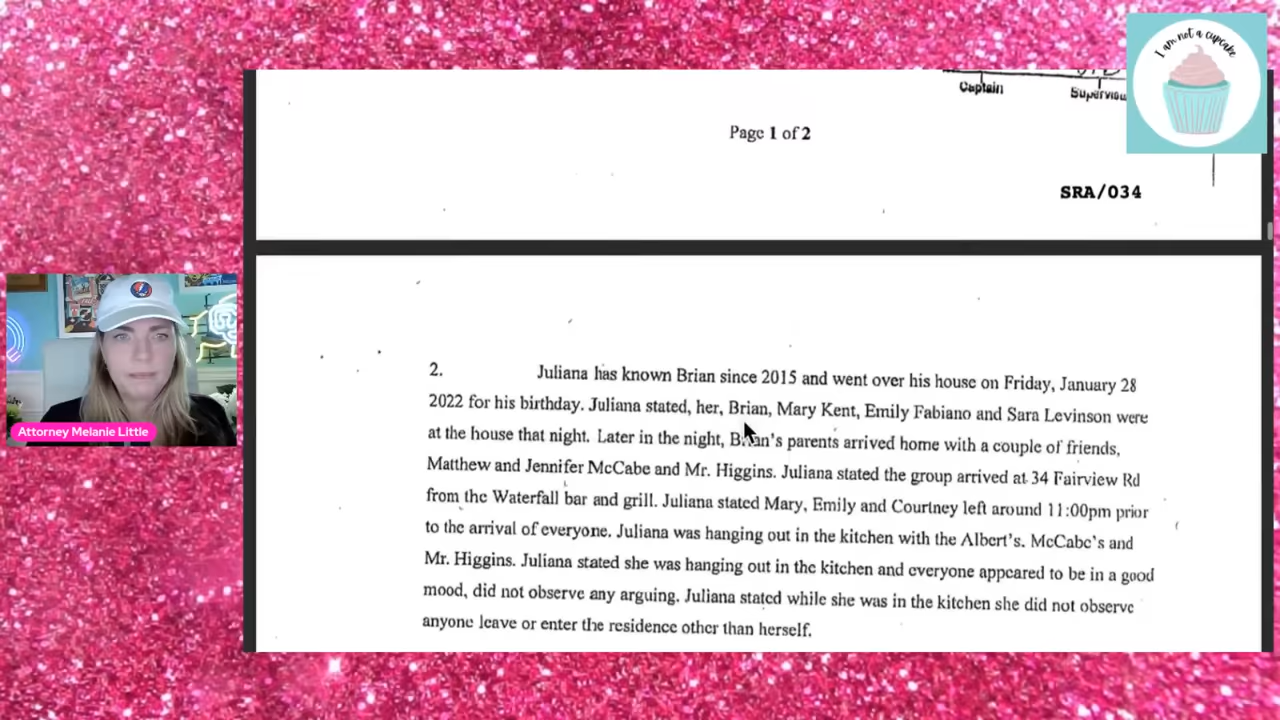 I am not a cupcake
Captain
Page 1 of 2
SRA/034
2. Juliana has known Brian since 2015 and went over his house on Friday, January 28
2022 for his birthday. Juliana stated, her, Brian, Mary Kent, Emily Fabiano and Sara Levinson were
at the house that night. Later in the night, Brian's parents arrived home with a couple of friends,
Matthew and Jennifer McCabe and Mr. Higgins. Juliana stated the group arrived at 34 Fairview Rd
from the Waterfall bar and grill. Juliana stated Mary, Emily and Courtney left around 11:00pm prior
to the arrival of everyone. Juliana was hanging out in the kitchen with the Albert's. McCabe's and
Mr. Higgins. Juliana stated she was hanging out in the kitchen and everyone appeared to be in a good
mood, did not observe any arguing. Juliana stated while she was in the kitchen she did not observe
anyone leave or enter the residence other than herself.
Attorney Melanie Little